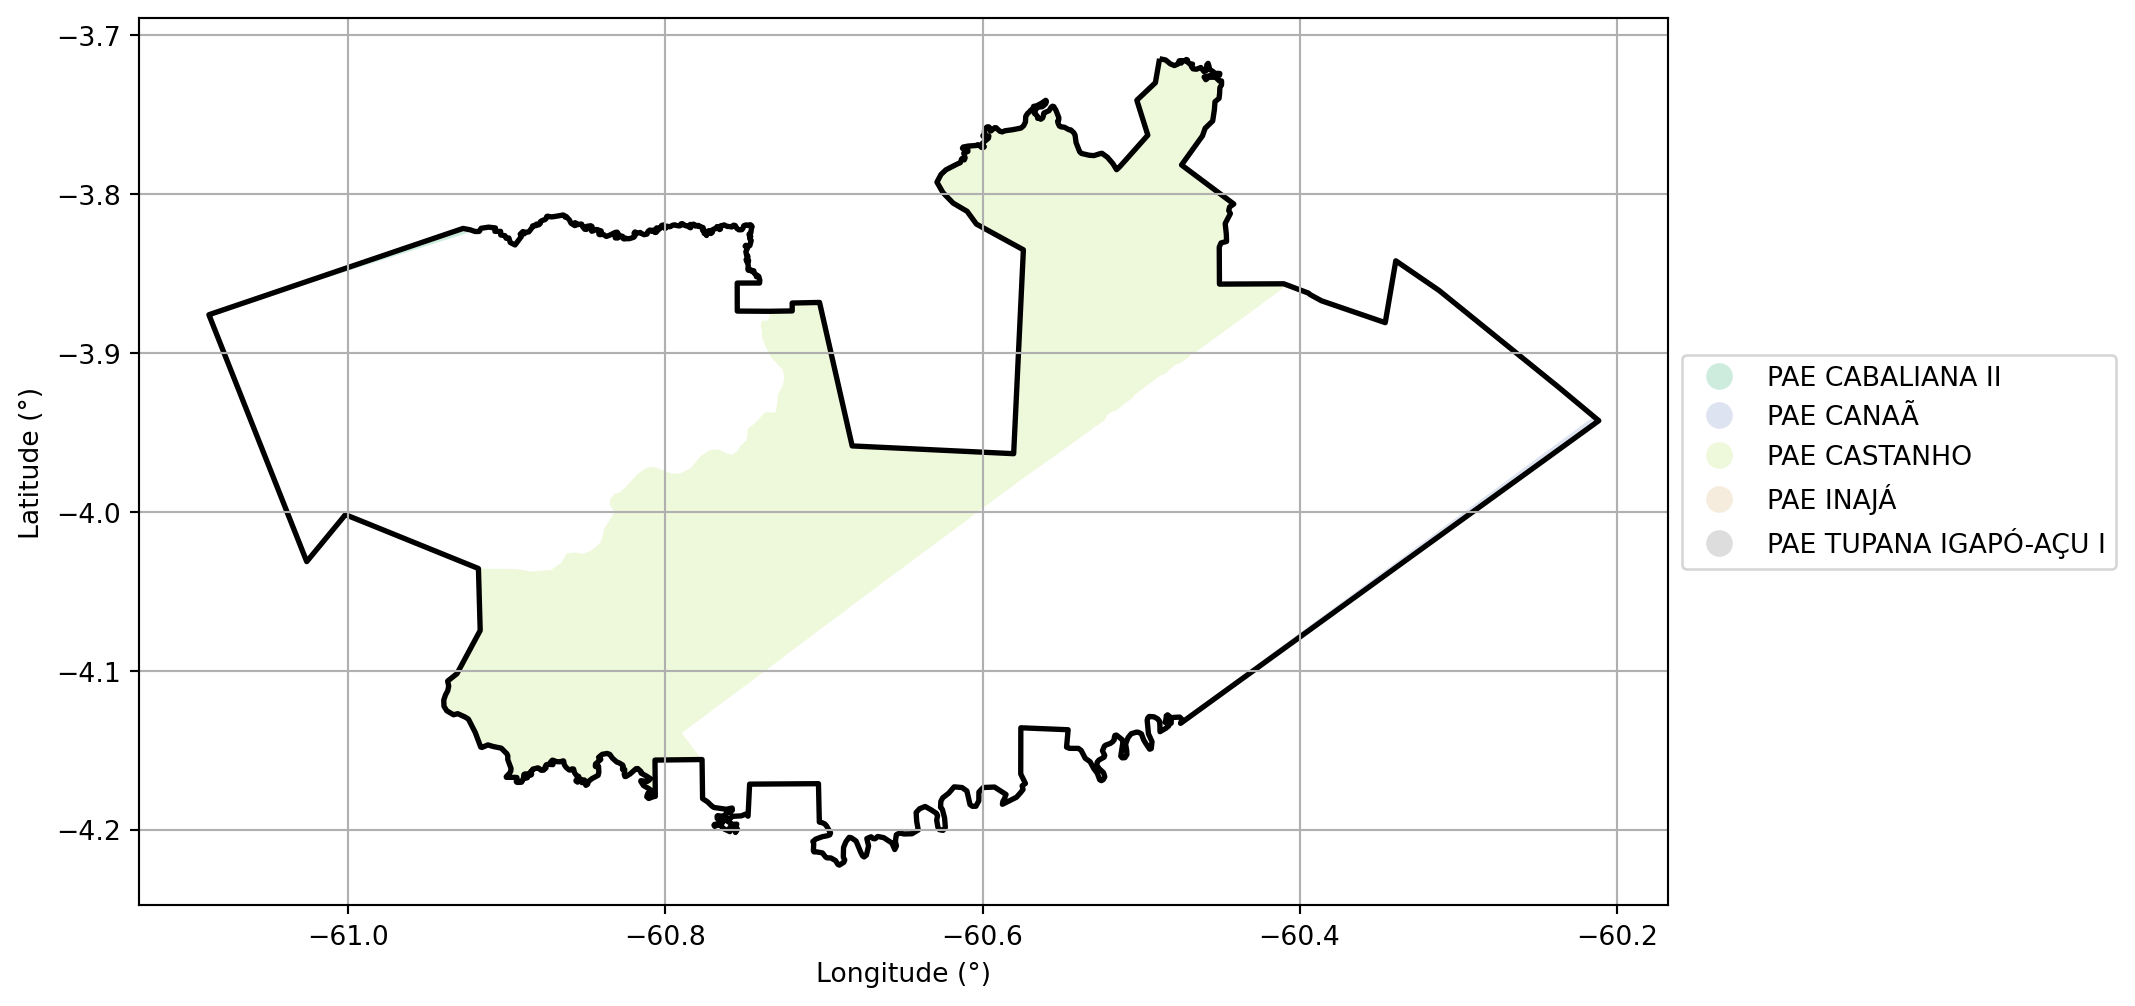 −3.7
−3.8
−3.9
−4.0
−4.1
−4.2
Latitude (°)
−61.0
−60.8
−60.6
−60.4
−60.2
Longitude (°)
PAE CABALIANA II
PAE CANAÃ
PAE CASTANHO
PAE INAJÁ
PAE TUPANA IGAPÓ-AÇU I